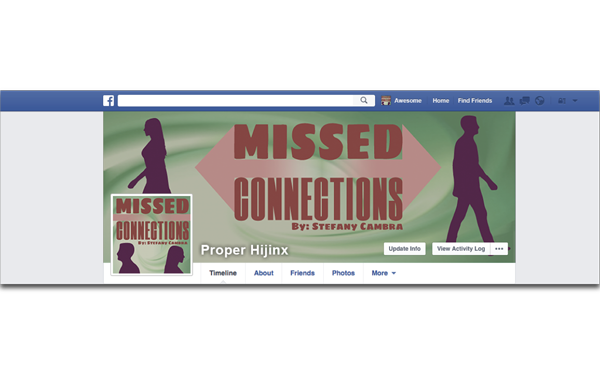 f
Awesome Home Find Friends
MISSED
CONNECTIONS
By: Stefany Cambra
MISSED
CONNECTIONS
By: Stefany Cambra
Proper Hijinx
Update Info
View Activity Log
Timeline About Friends Photos More